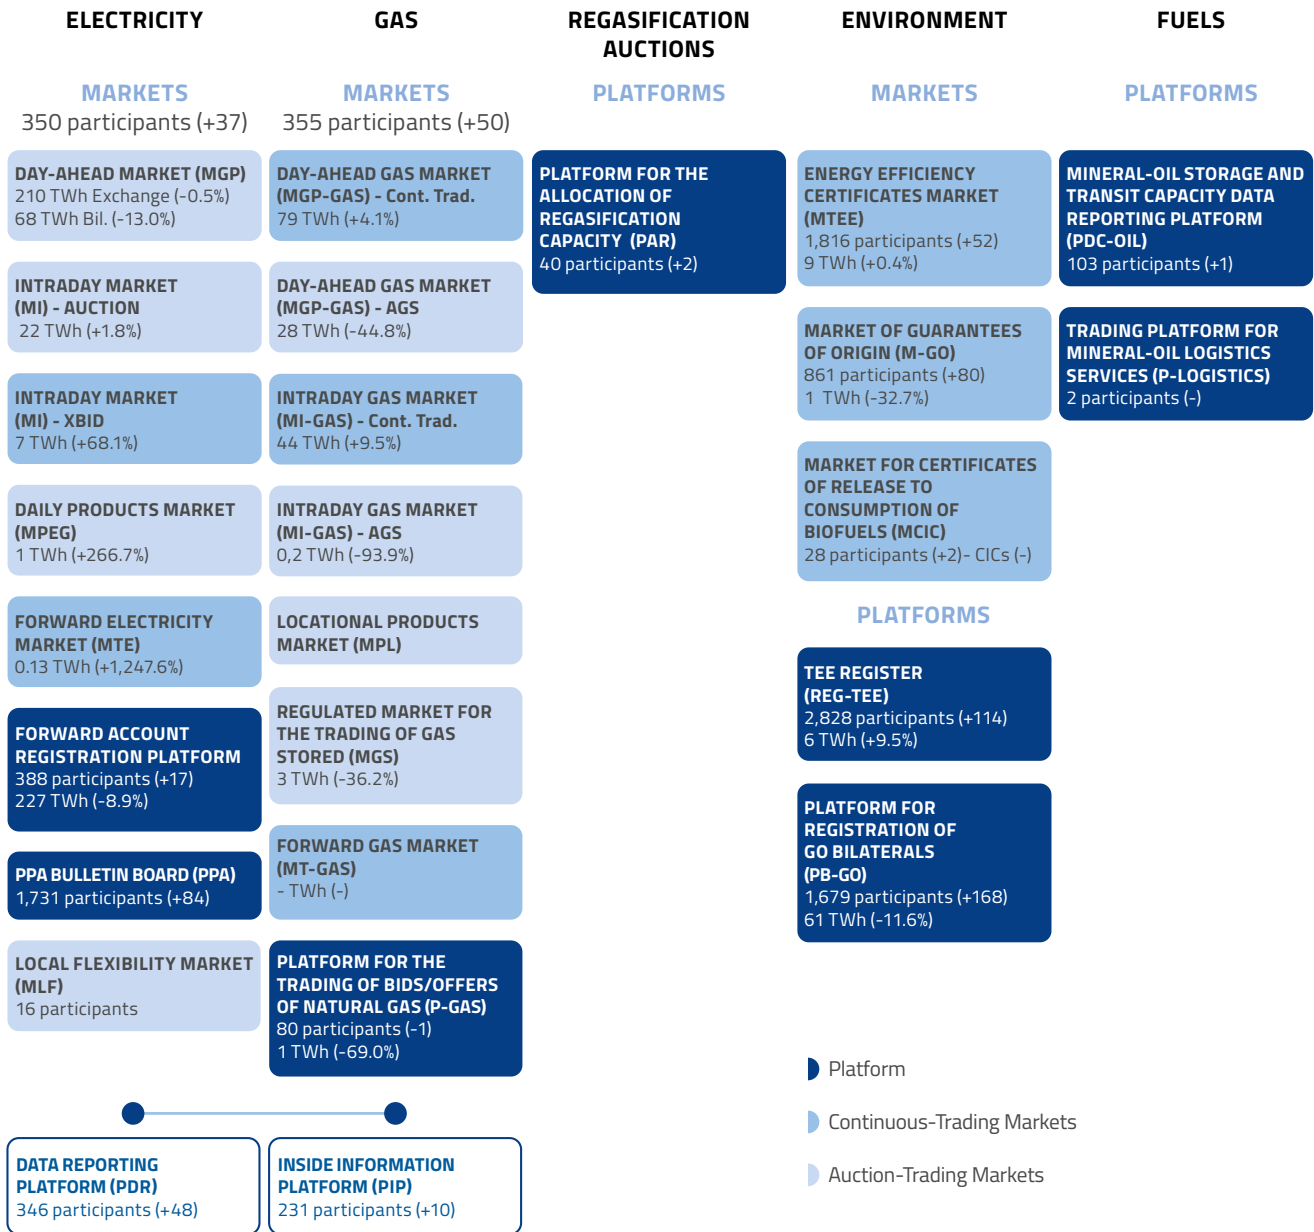 ELECTRICITY
MARKETS
350 participants (+37)
DAY-AHEAD MARKET (MGP)
210 TWh Exchange (-0.5%)
68 TWh Bil. (-13.0%)
INTRADAY MARKET
(MI) - AUCTION
22 TWh (+1.8%)
INTRADAY MARKET
(MI) - XBID
7 TWh (+68.1%)
DAILY PRODUCTS MARKET
(MPEG)
1 TWh (+266.7%)
FORWARD ELECTRICITY
MARKET (MTE)
0.13 TWh (+1,247.6%)
FORWARD ACCOUNT
REGISTRATION PLATFORM
388 participants (+17)
227 TWh (-8.9%)
PPA BULLETIN BOARD (PPA)
1,731 participants (+84)
LOCAL FLEXIBILITY MARKET
(MLF)
16 participants
GAS
MARKETS
355 participants (+50)
DAY-AHEAD GAS MARKET
(MGP-GAS) - Cont. Trad.
79 TWh (+4.1%)
DAY-AHEAD GAS MARKET
(MGP-GAS) - AGS
28 TWh (-44.8%)
INTRADAY GAS MARKET
(MI-GAS) - Cont. Trad.
44 TWh (+9.5%)
INTRADAY GAS MARKET
(MI-GAS) - AGS
0,2 TWh (-93.9%)
LOCATIONAL PRODUCTS
MARKET (MPL)
REGULATED MARKET FOR
THE TRADING OF GAS
STORED (MGS)
3 TWh (-36.2%)
FORWARD GAS MARKET
(MT-GAS)
- TWh (-)
PLATFORM FOR THE
TRADING OF BIDS/OFFERS
OF NATURAL GAS (P-GAS)
80 participants (-1)
1 TWh (-69.0%)
DATA REPORTING
PLATFORM (PDR)
346 participants (+48)
INSIDE INFORMATION
PLATFORM (PIP)
231 participants (+10)
REGASIFICATION
AUCTIONS
PLATFORMS
PLATFORM FOR THE
ALLOCATION OF
REGASIFICATION
CAPACITY (PAR)
40 participants (+2)
ENVIRONMENT
MARKETS
ENERGY EFFICIENCY
CERTIFICATES MARKET
(MTEE)
1,816 participants (+52)
9 TWh (+0.4%)
MARKET OF GUARANTEES
OF ORIGIN (M-GO)
861 participants (+80)
1 TWh (-32.7%)
MARKET FOR CERTIFICATES
OF RELEASE TO
CONSUMPTION OF
BIOFUELS (MCIC)
28 participants (+2)- CICs (-)
PLATFORMS
TEE REGISTER
(REG-TEE)
2,828 participants (+114)
6 TWh (+9.5%)
PLATFORM FOR
REGISTRATION OF
GO BILATERALS
(PB-GO)
1,679 participants (+168)
61 TWh (-11.6%)
FUELS
PLATFORMS
MINERAL-OIL STORAGE AND
TRANSIT CAPACITY DATA
REPORTING PLATFORM
(PDC-OIL)
103 participants (+1)
TRADING PLATFORM FOR
MINERAL-OIL LOGISTICS
SERVICES (P-LOGISTICS)
2 participants (-)
Platform
Continuous-Trading Markets
Auction-Trading Markets